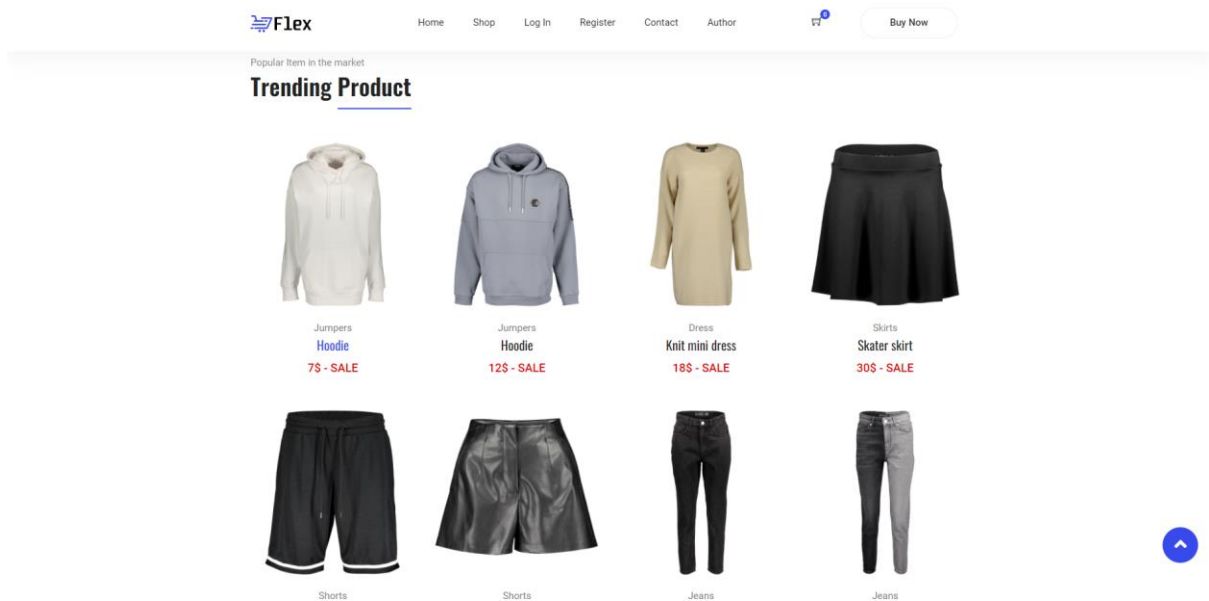 Flex
Home Shop Log In Register Contact Author 0 Buy Now
Popular Item in the market
Trending Product
Jumpers Jumpers Dress Skirts
Hoodie Hoodie Knit mini dress Skater skirt
7$ - SALE 12$ - SALE 18$ - SALE 30$ - SALE
Shorts Shorts Jeans Jeans